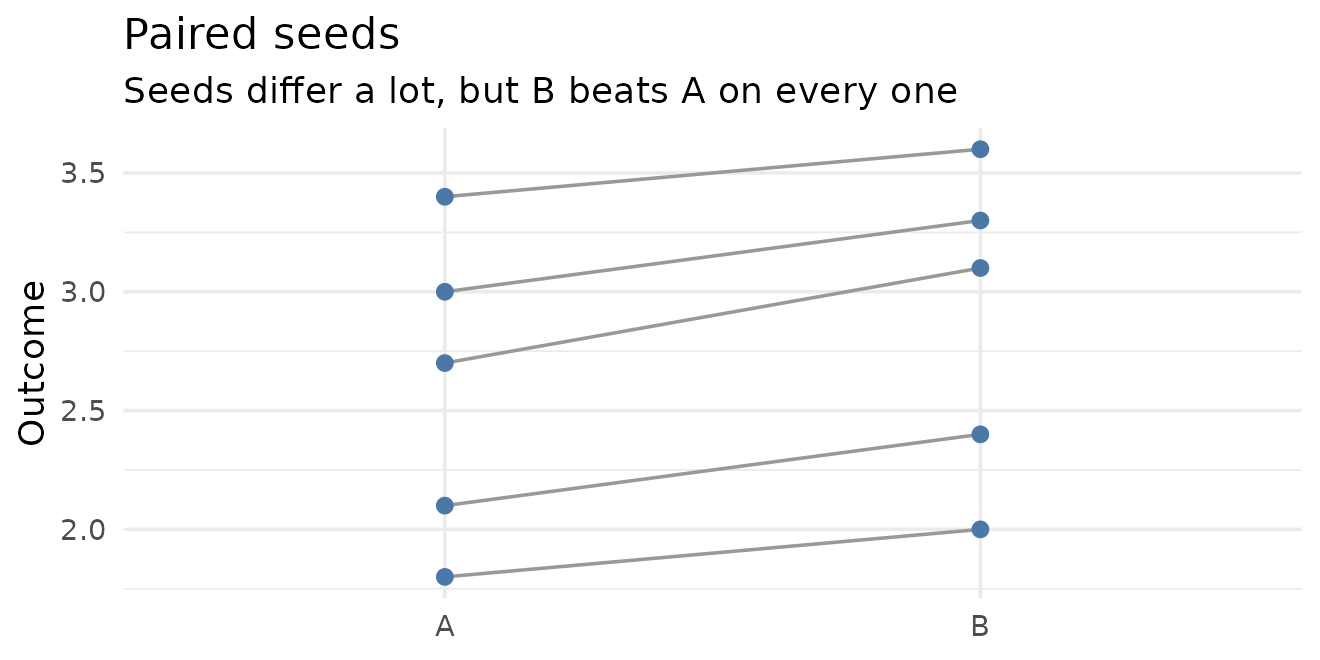 Paired seeds
Seeds differ a lot, but B beats A on every one
Outcome
3.5
3.0
2.5
2.0
A
B